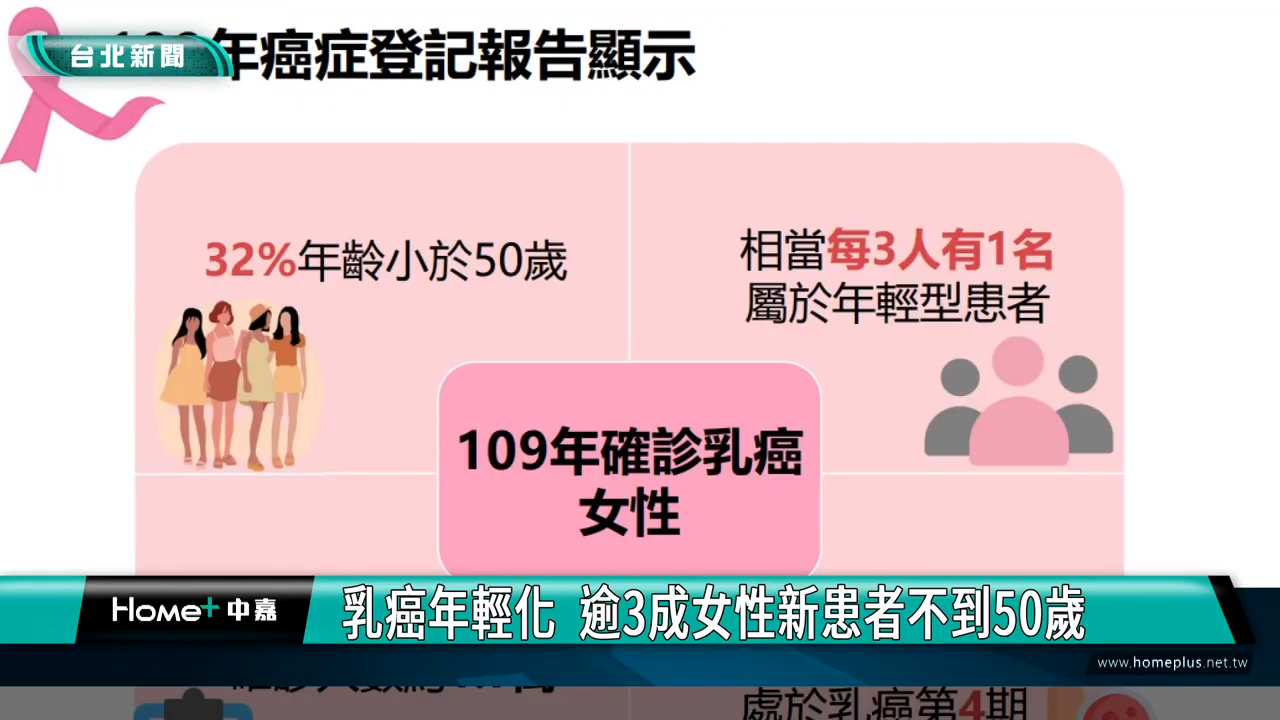 台北新聞
年癌症登記報告顯示
32%年齡小於50歲
相當每3人有1名
屬於年輕型患者
109年確診乳癌
女性
Home+中嘉
乳癌年輕化 逾3成女性新患者不到50歲
www.homeplus.net.tw
處於乳癌第4期